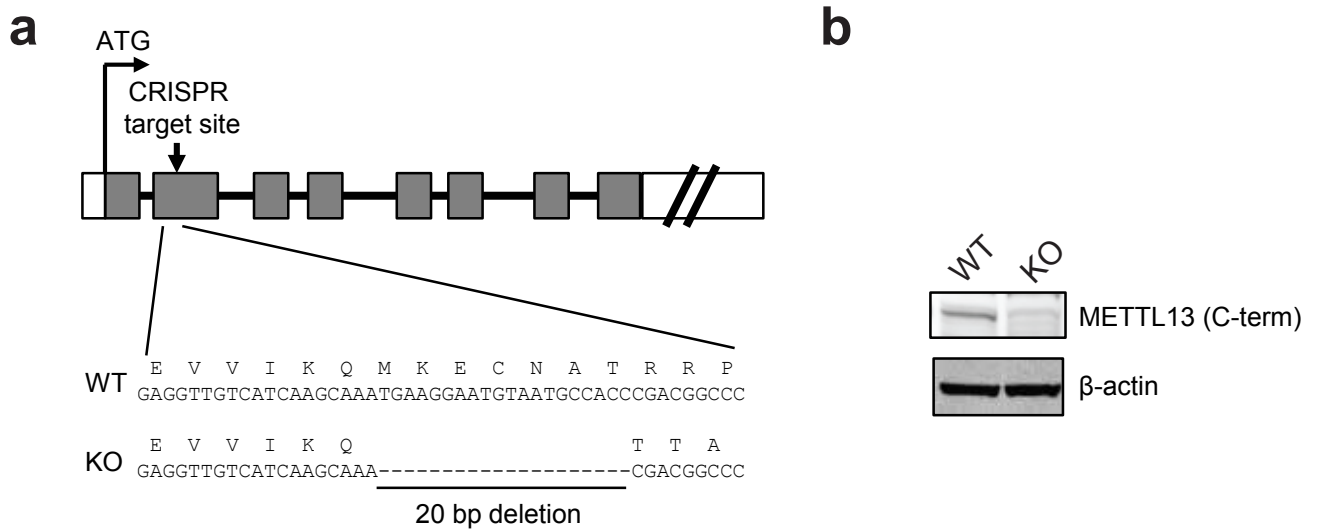 a
ATG
CRISPR
target site
E V V I K Q M K E C N A T R R P
WT GAGGTTGTCATCAAGCAAATGAAGGAATGTAATGCCACCCGACGGCCC
E V V I K Q T T A
KO GAGGTTGTCATCAAGCAAA--------------------CGACGGCCC
20 bp deletion
b
WT KO
METTL13 (C-term)
β-actin